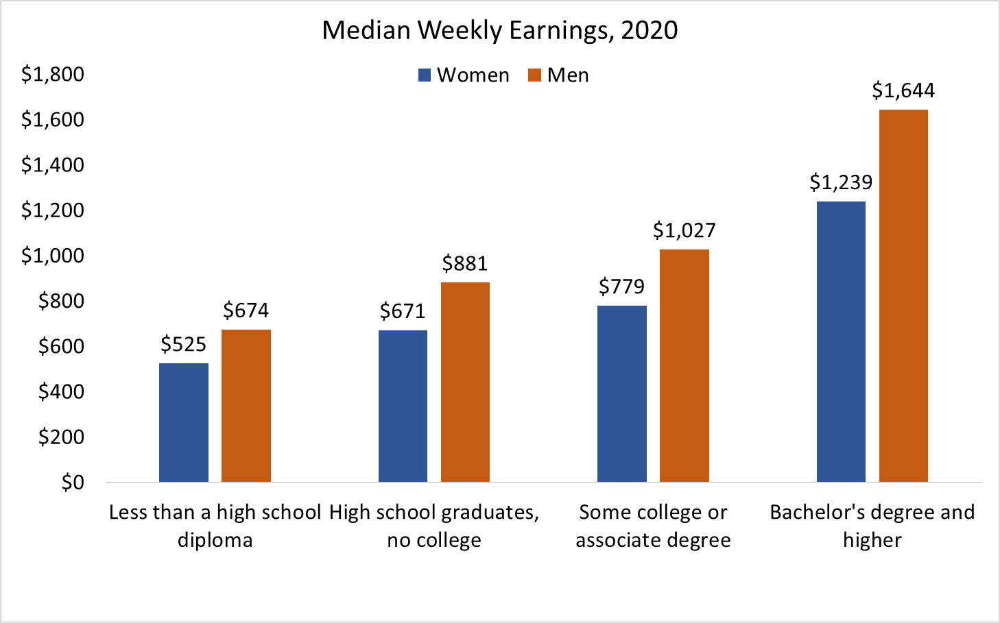 Median Weekly Earnings, 2020
Women Men
$1,800
$1,600
$1,400
$1,200
$1,000
$800
$600
$400
$200
$0
$525
$674
$671
$881
$779
$1,027
$1,239
$1,644
Less than a high school
diploma
High school graduates,
no college
Some college or
associate degree
Bachelor's degree and
higher